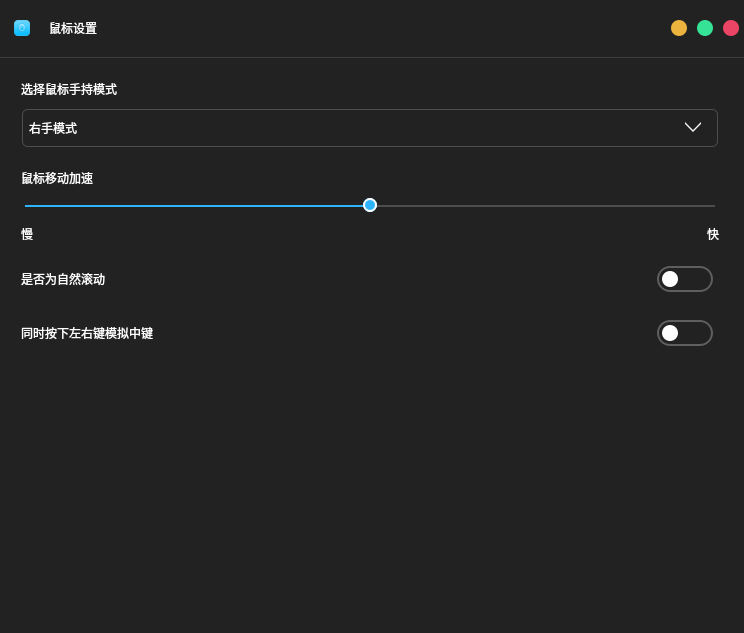 鼠标设置
选择鼠标手持模式
右手模式
鼠标移动加速
慢 快
是否为自然滚动
同时按下左右键模拟中键